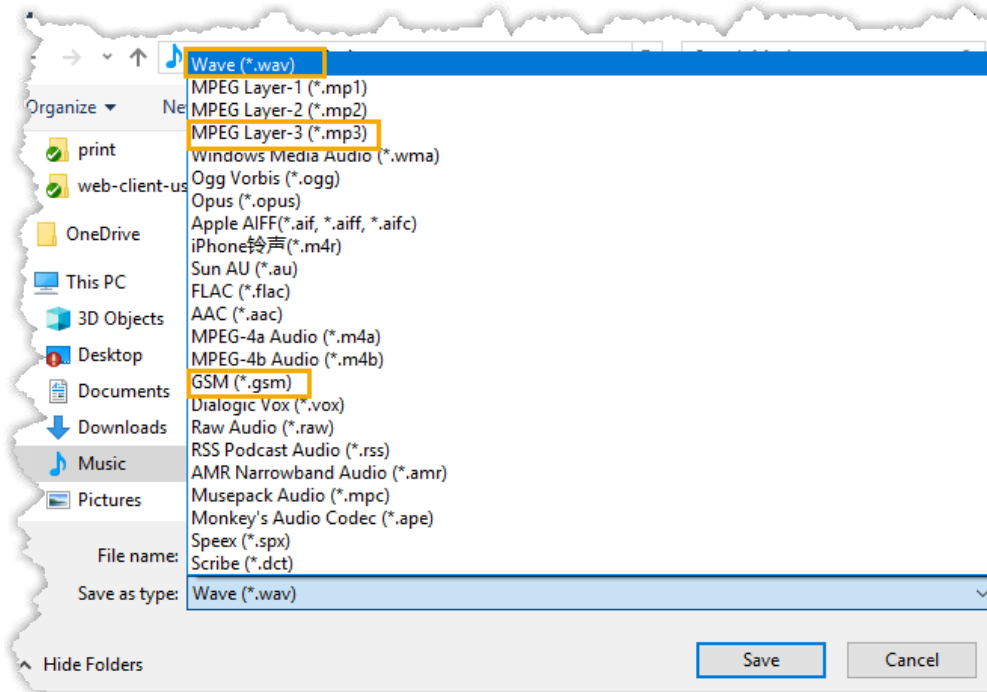 Wave (*.wav)
MPEG Layer-1 (*.mp1)
Organize
Ne
MPEG Layer-2 (*.mp2)
MPEG Layer-3 (*.mp3)
print
Windows Media Audio (*.wma)
Ogg Vorbis (*.ogg)
web-client-us
Opus (*.opus)
Apple AIFF(*.aif, *.aiff, *.aifc)
OneDrive
iPhone铃声(*.m4r)
Sun AU (*.au)
This PC
FLAC (*.flac)
AAC (*.aac)
3D Objects
MPEG-4a Audio (*.m4a)
Desktop
MPEG-4b Audio (*.m4b)
GSM (*.gsm)
Documents
Dialogic Vox (*.vox)
Downloads
Raw Audio (*.raw)
RSS Podcast Audio (*.rss)
Music
AMR Narrowband Audio (*.amr)
Pictures
Musepack Audio (*.mpc)
Monkey's Audio Codec (*.ape)
Speex (*.spx)
File name:
Scribe (*.dct)
Save as type: Wave (*.wav)
Hide Folders
Save
Cancel